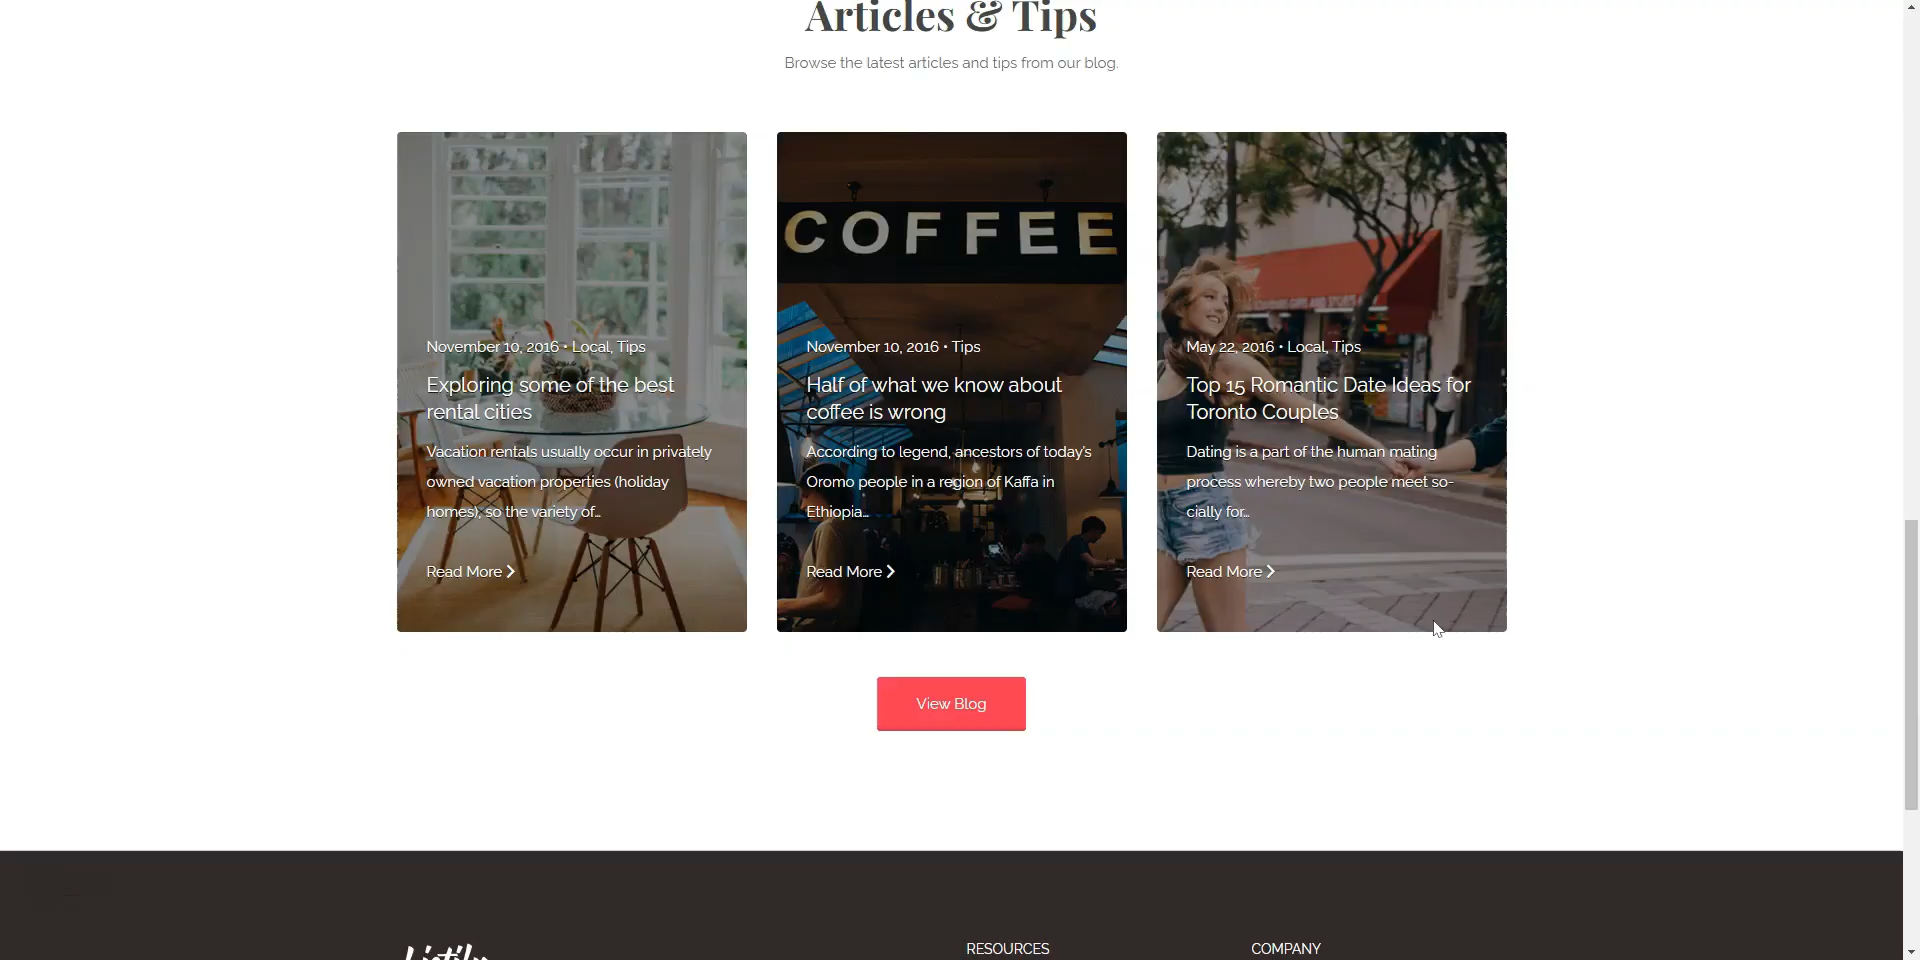 Articles & Tips
Browse the latest articles and tips from our blog.
COFFEE
November 10, 2016 • Local, Tips
Exploring some of the best
rental cities
Vacation rentals usually occur in privately
owned vacation properties (holiday
homems), so the variety of…
Read More
November 10, 2016 • Tips
Half of what we know about
coffee is wrong
According to legend, ancestors of today's
Oromo people in a region of Kaffa in
Ethiopia…
Read More
May 22, 2016 • Local, Tips
Top 15 Romantic Date Ideas for
Toronto Couples
Dating is a part of the human mating
process whereby two people meet so-
cially for…
Read More
View Blog
RESOURCES
COMPANY